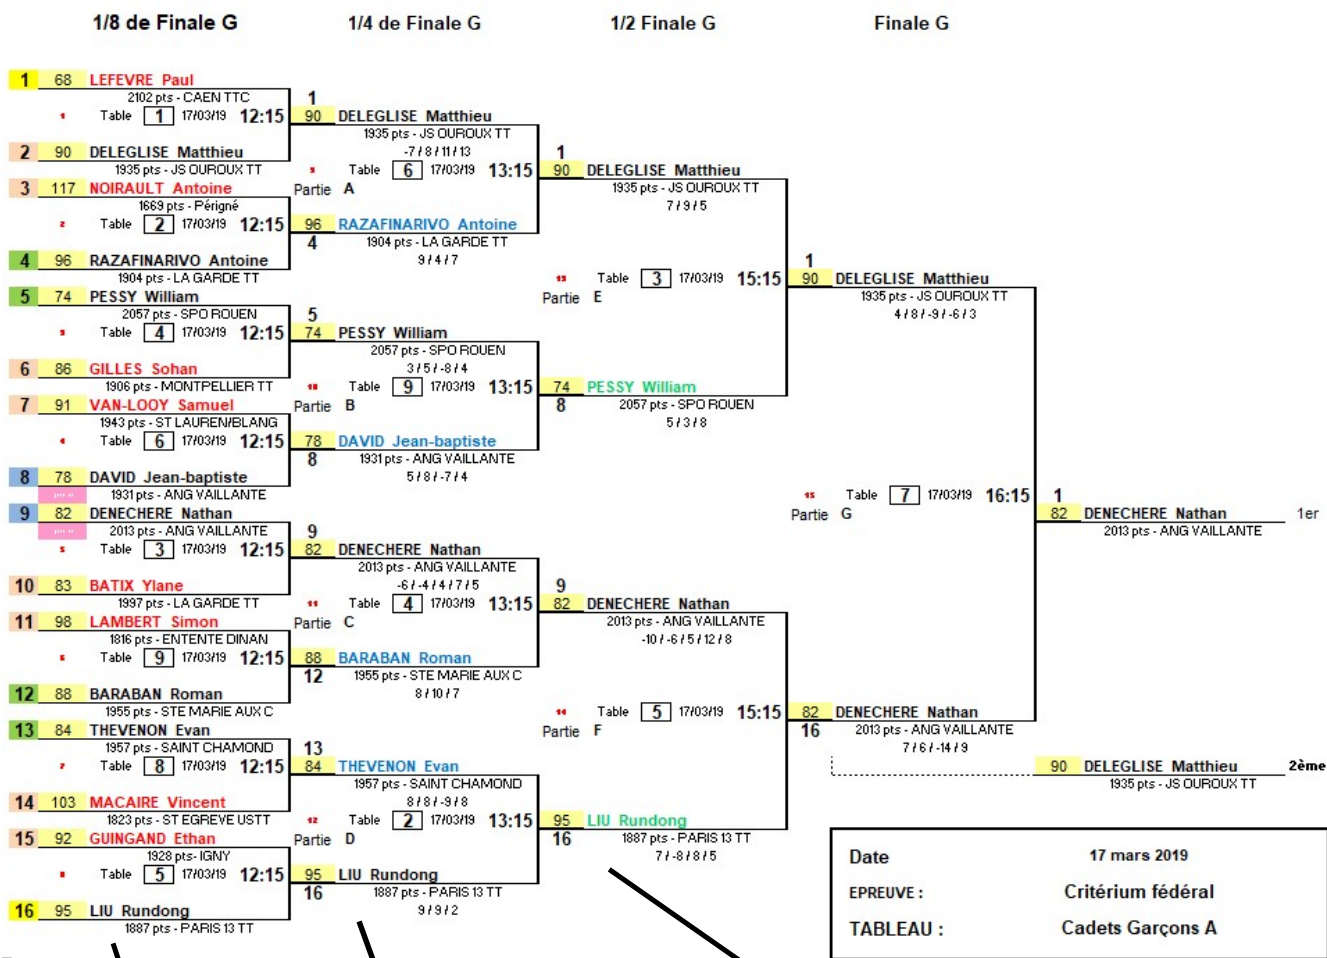 1/8 de Finale G
1/4 de Finale G
1/2 Finale G
Finale G
1 68 LEFEVRE Paul
2102 pts - CAEN TTC
1 Table 1 17/03/19 12:15
2 90 DELEGLISE Matthieu
1935 pts - JS OUROUX TT
3 117 NOIRAULT Antoine
1669 pts - Périgné
2 Table 2 17/03/19 12:15
4 96 RAZAFINARIVO Antoine
1904 pts - LA GARDE TT
5 74 PESSY William
2057 pts - SPO ROUEN
3 Table 4 17/03/19 12:15
6 86 GILLES Sohan
1906 pts - MONTPELLIER TT
7 91 VAN-LOOY Samuel
1943 pts - ST LAUREN/BLANG
4 Table 6 17/03/19 12:15
8 78 DAVID Jean-baptiste
1931 pts - ANG VAILLANTE
9 82 DENECHERE Nathan
2013 pts - ANG VAILLANTE
5 Table 3 17/03/19 12:15
10 83 BATIX Ylane
1997 pts - LA GARDE TT
11 98 LAMBERT Simon
1816 pts - ENTENTE DINAN
6 Table 9 17/03/19 12:15
12 88 BARABAN Roman
1955 pts - STE MARIE AUX C
13 84 THEVENON Evan
1957 pts - SAINT CHAMOND
7 Table 8 17/03/19 12:15
14 103 MACAIRE Vincent
1823 pts - ST EGREVE USTT
15 92 GUINGAND Ethan
1928 pts- IGNY
8 Table 5 17/03/19 12:15
16 95 LIU Rundong
1887 pts - PARIS 13 TT
1
90 DELEGLISE Matthieu
1935 pts - JS OUROUX TT
-7 / 8 / 11 / 13
9 Table 6 17/03/19 13:15
Partie A
96 RAZAFINARIVO Antoine
4 1904 pts - LA GARDE TT
9 / 4 / 7
5
74 PESSY William
2057 pts - SPO ROUEN
3 / 5 / -8 / 4
10 Table 9 17/03/19 13:15
Partie B
78 DAVID Jean-baptiste
8 1931 pts - ANG VAILLANTE
5 / 8 / -7 / 4
9
82 DENECHERE Nathan
2013 pts - ANG VAILLANTE
-6 / -4 / 4 / 7 / 5
11 Table 4 17/03/19 13:15
Partie C
88 BARABAN Roman
12 1955 pts - STE MARIE AUX C
8 / 10 / 7
13
84 THEVENON Evan
1957 pts - SAINT CHAMOND
8 / 8 / -9 / 8
12 Table 2 17/03/19 13:15
Partie D
95 LIU Rundong
16 1887 pts - PARIS 13 TT
9 / 9 / 2
1
90 DELEGLISE Matthieu
1935 pts - JS OUROUX TT
7 / 9 / 5
13 Table 3 17/03/19 15:15
Partie E
74 PESSY William
8 2057 pts - SPO ROUEN
5 / 3 / 8
9
82 DENECHERE Nathan
2013 pts - ANG VAILLANTE
-10 / -6 / 5 / 12 / 8
14 Table 5 17/03/19 15:15
Partie F
95 LIU Rundong
16 1887 pts - PARIS 13 TT
7 / -8 / 8 / 5
1
90 DELEGLISE Matthieu
1935 pts - JS OUROUX TT
4 / 8 / -9 / -6 / 3
15 Table 7 17/03/19 16:15
Partie G
82 DENECHERE Nathan
16 2013 pts - ANG VAILLANTE
7 / 6 / -14 / 9
1
82 DENECHERE Nathan 1er
2013 pts - ANG VAILLANTE
90 DELEGLISE Matthieu 2ème
1935 pts - JS OUROUX TT
Date 17 mars 2019
EPREUVE : Critérium fédéral
TABLEAU : Cadets Garçons A